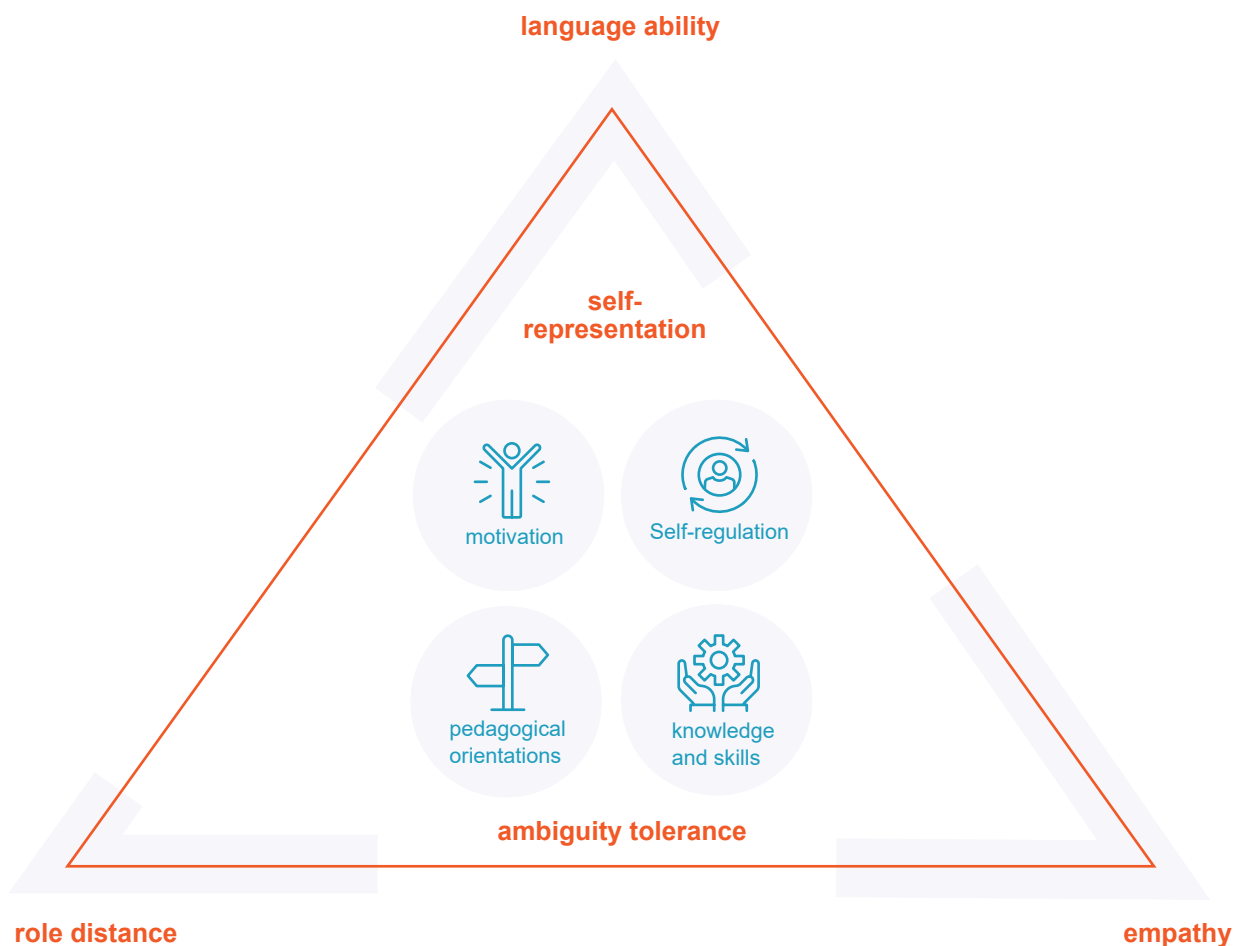 language ability
self-
representation
motivation
Self-regulation
pedagogical
orientations
knowledge
and skills
ambiguity tolerance
role distance
empathy